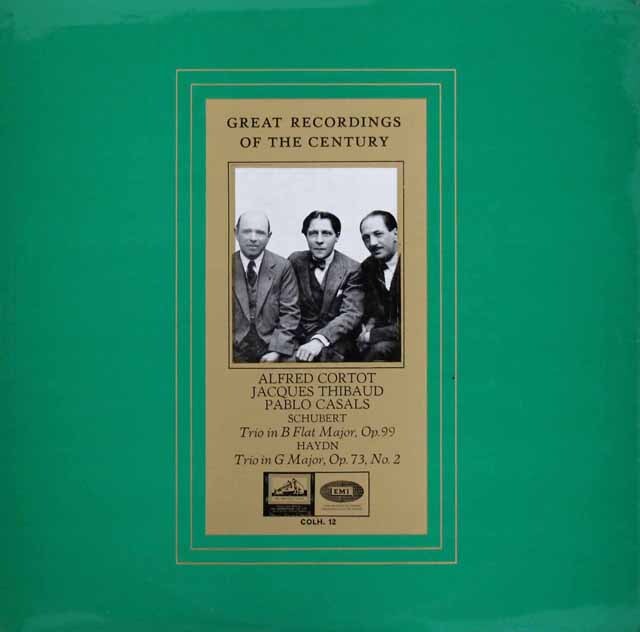 GREAT RECORDINGS
OF THE CENTURY
ALFRED CORTOT
JACQUES THIBAUD
PABLO CASALS
SCHUBERT
Trio in B Flat Major, Op. 99
HAYDN
Trio in G Major, Op. 73, No. 2
EMI
COLH. 12